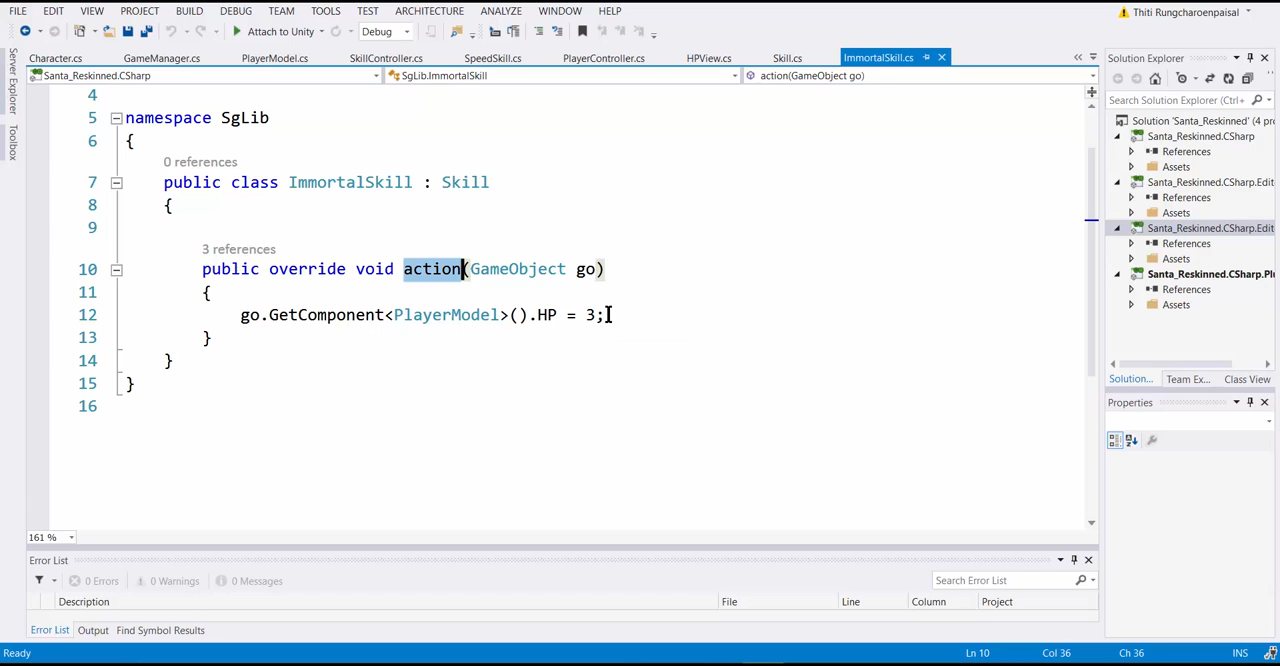 FILE EDIT VIEW PROJECT BUILD DEBUG TEAM TOOLS TEST ARCHITECTURE ANALYZE WINDOW HELP
Thiti Rungcharoenpaisal
Attach to Unity Debug
Character.cs GameManager.cs PlayerModel.cs SkillController.cs SpeedSkill.cs PlayerController.cs HPView.cs Skill.cs ImmortalSkill.cs
Santa_Reskinned.CSharp SgLib.ImmortalSkill action(GameObject go)
Server Explorer
Toolbox
4
5 namespace SgLib
6 {
0 references
7 public class ImmortalSkill : Skill
8 {
9
3 references
10 public override void action(GameObject go)
11 {
12 go.GetComponent<PlayerModel>().HP = 3;
13 }
14 }
15 }
16
161 %
Solution Explorer
Search Solution Explorer (Ctrl+
Solution 'Santa_Reskinned' (4 pro
Santa_Reskinned.CSharp
References
Assets
Santa_Reskinned.CSharp.Edit
References
Assets
Santa_Reskinned.CSharp.Edit
References
Assets
Santa_Reskinned.CSharp.Plu
References
Assets
Solution... Team Ex... Class View
Properties
Error List
0 Errors 0 Warnings 0 Messages
Search Error List
Description File Line Column Project
Error List Output Find Symbol Results
Ready Ln 10 Col 36 Ch 36 INS